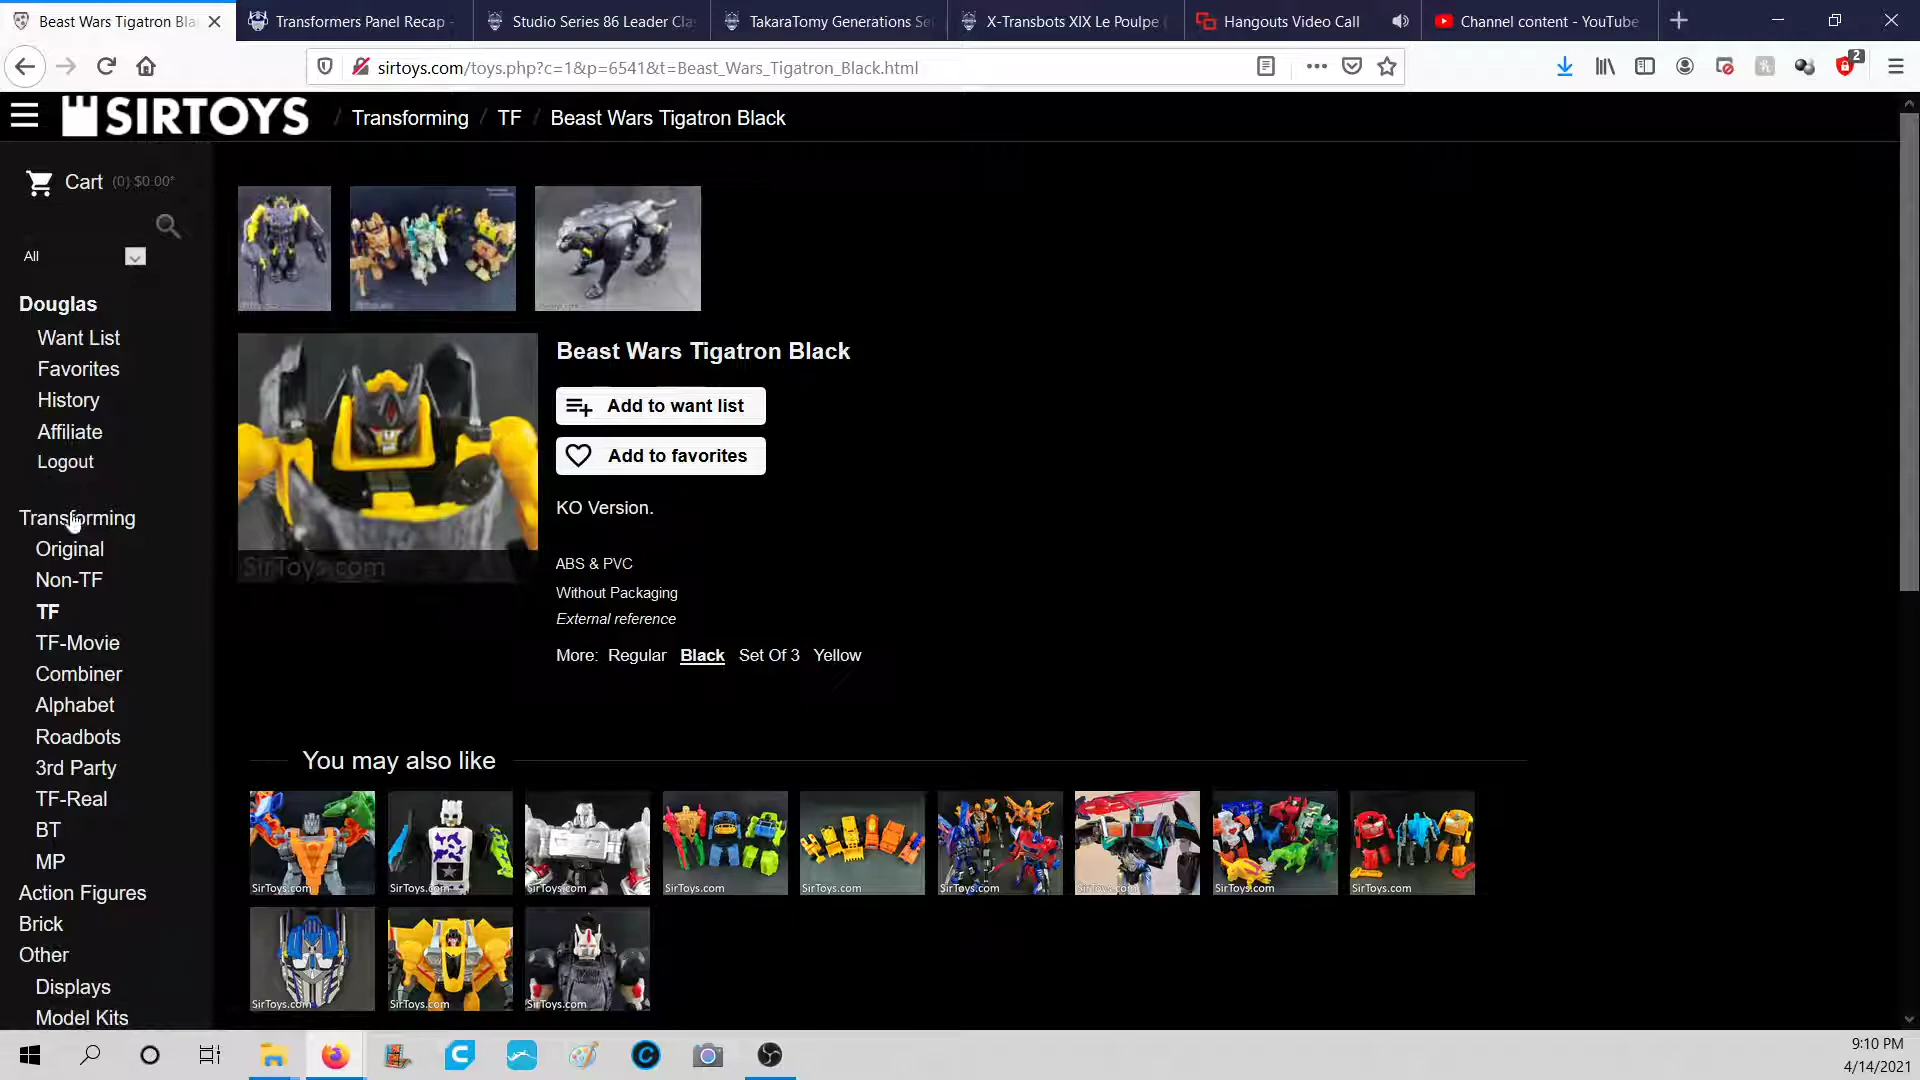 Beast Wars Tigatron Bla
Transformers Panel Recap -
Studio Series 86 Leader Cla
TakaraTomy Generations Se
X-Transbots XIX Le Poulpe (
Hangouts Video Call
Channel content - YouTube
sirtoys.com/toys.php?c=1&p=6541&t=Beast_Wars_Tigatron_Black.html
2
SIRTOYS
/ Transforming / TF / Beast Wars Tigatron Black
Cart (0) $0.00*
All
Douglas
Want List
Favorites
History
Affiliate
Logout
Transforming
Original
Non-TF
TF
TF-Movie
Combiner
Alphabet
Roadbots
3rd Party
TF-Real
BT
MP
Action Figures
Brick
Other
Displays
Model Kits
SirToys.com
Beast Wars Tigatron Black
Add to want list
Add to favorites
KO Version.
ABS & PVC
Without Packaging
External reference
More: Regular Black Set Of 3 Yellow
You may also like
SirToys.com
SirToys.com
SirToys.com
SirToys.com
SirToys.com
SirToys.com
SirToys.com
SirToys.com
SirToys.com
SirToys.com
SirToys.com
SirToys.com
9:10 PM
4/14/2021